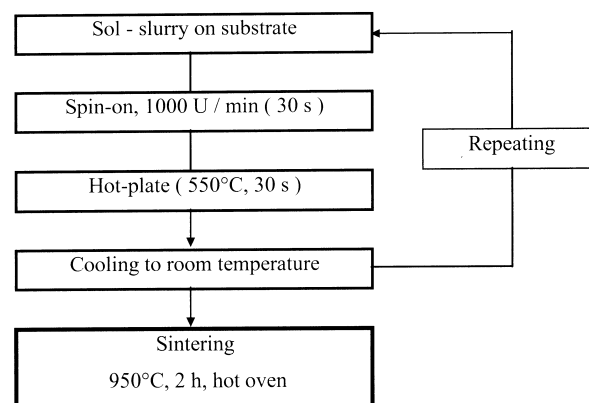 Sol - slurry on substrate
Spin-on, 1000 U / min ( 30 s )
Repeating
Hot-plate ( 550°C, 30 s )
Cooling to room temperature
Sintering
950°C, 2 h, hot oven